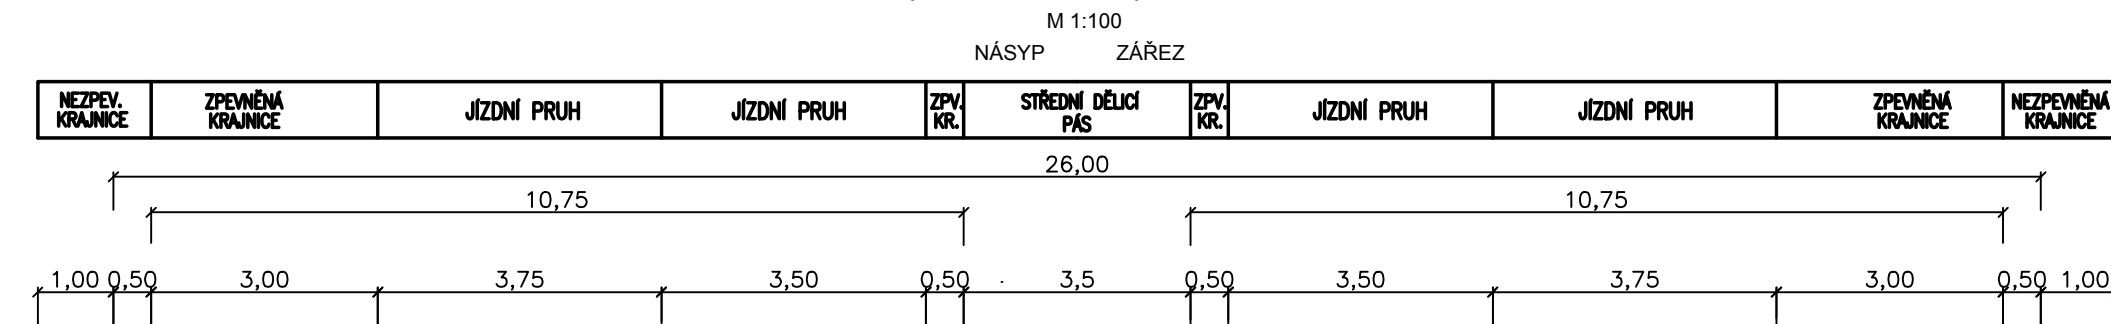 M 1:100
NÁSYP ZÁŘEZ
NEZPEV. KRAJNICE
ZPEVNĚNÁ KRAJNICE
JÍZDNÍ PRUH
JÍZDNÍ PRUH
ZPV. KR.
STŘEDNÍ DĚLICÍ PÁS
ZPV. KR.
JÍZDNÍ PRUH
JÍZDNÍ PRUH
ZPEVNĚNÁ KRAJNICE
NEZPEVNĚNÁ KRAJNICE
26,00
10,75 10,75
1,00 0,50 3,00 3,75 3,50 0,50 3,5 0,50 3,50 3,75 3,00 0,50 1,00